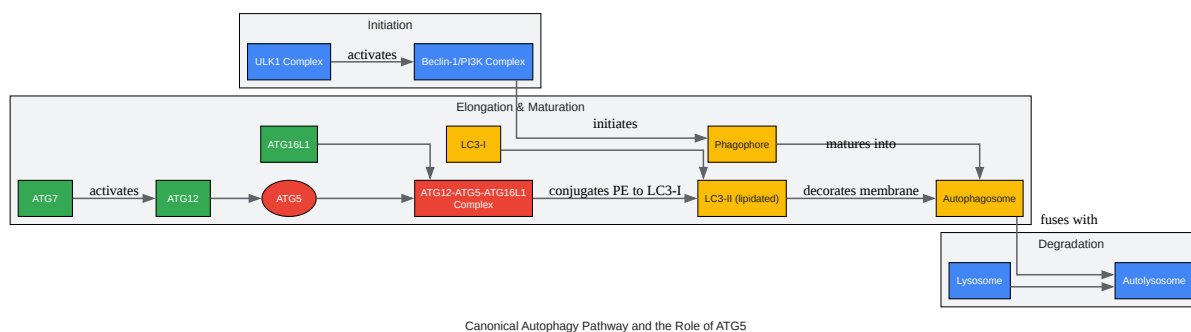 Initiation
ULK1 Complex
activates
Beclin-1/PI3K Complex
Elongation & Maturation
initiates
ATG16L1
LC3-I
Phagophore
matures into
ATG7
activates
ATG12
ATG5
ATG12-ATG5-ATG16L1
Complex
conjugates PE to LC3-I
LC3-II (lipidated)
decorates membrane
Autophagosome
fuses with
Degradation
Lysosome
Autolysosome
Canonical Autophagy Pathway and the Role of ATG5